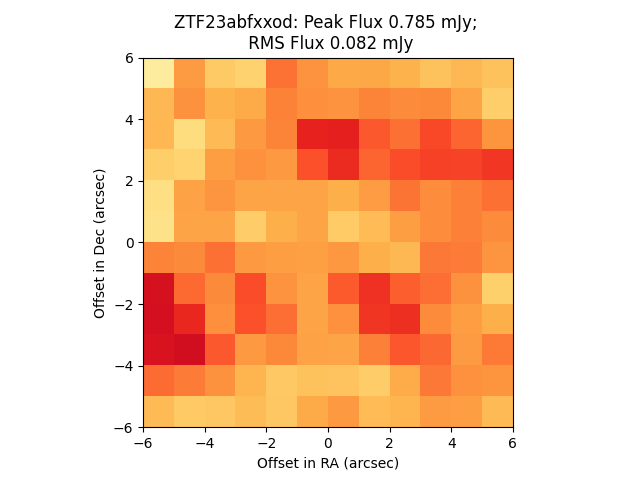 ZTF23abfxxod: Peak Flux 0.785 mJy;
RMS Flux 0.082 mJy
6
4
2
0
−2
−4
−6
Offset in Dec (arcsec)
−6 −4 −2 0 2 4 6
Offset in RA (arcsec)